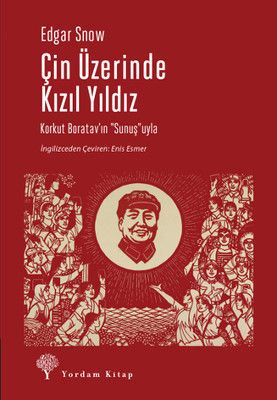 Edgar Snow
Çin Üzerinde
Kızıl Yıldız
Korkut Boratav'ın "Sunuş"uyla
İngilizceden Çeviren: Enis Esmer
Yordam Kitap